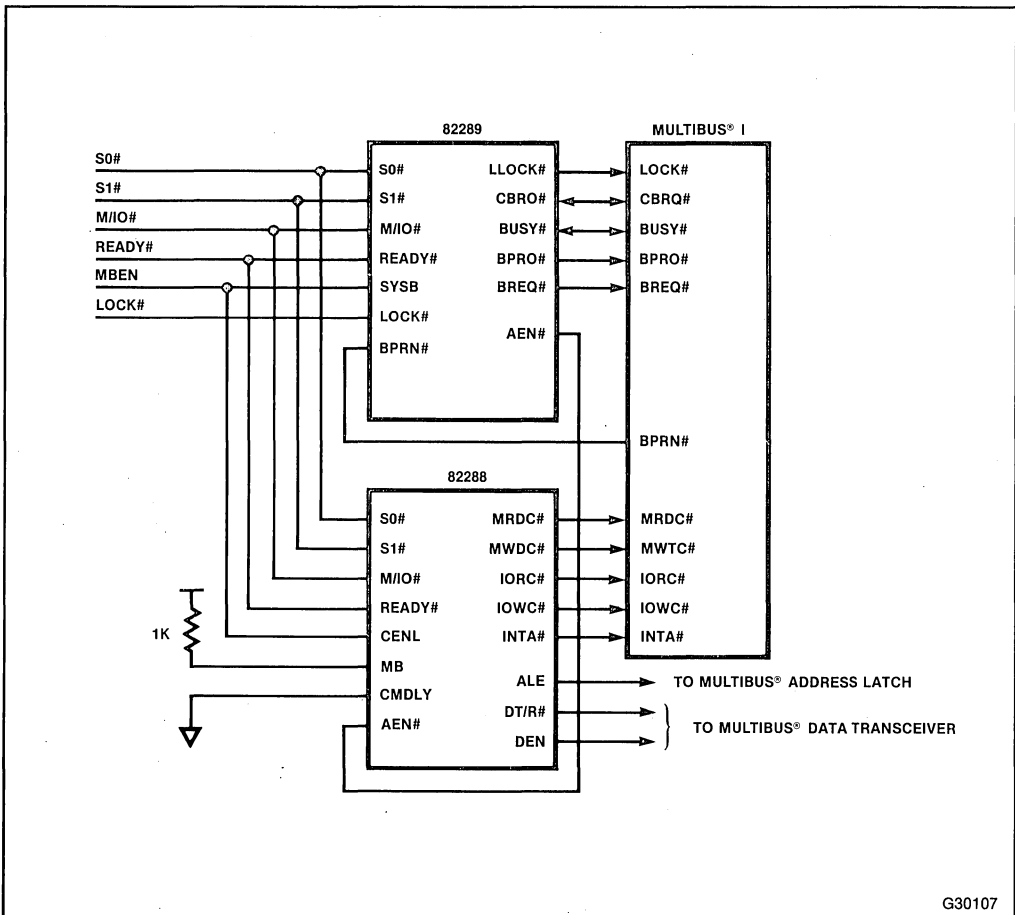 82289
MULTIBUS® I
S0#
S1#
M/IO#
READY#
MBEN
LOCK#
S0#
S1#
M/IO#
READY#
SYSB
LOCK#
BPRN#
LLOCK#
CBRO#
BUSY#
BPRO#
BREQ#
AEN#
LOCK#
CBRQ#
BUSY#
BPRO#
BREQ#
BPRN#
82288
S0#
S1#
M/IO#
READY#
CENL
MB
CMDLY
AEN#
MRDC#
MWDC#
IORC#
IOWC#
INTA#
ALE
DT/R#
DEN
MRDC#
MWTC#
IORC#
IOWC#
INTA#
1K
TO MULTIBUS® ADDRESS LATCH
TO MULTIBUS® DATA TRANSCEIVER
G30107